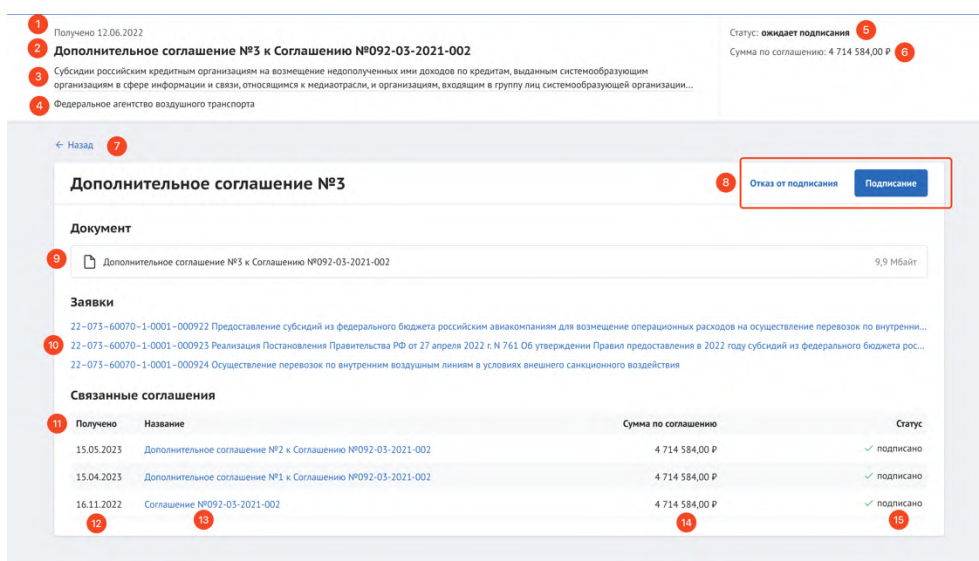 1
Получено 12.06.2022
2
Дополнительное соглашение №3 к Соглашению №092-03-2021-002
3
Субсидии российским кредитным организациям на возмещение недополученных ими доходов по кредитам, выданным системообразующим
организациям в сфере информации и связи, относящимся к медиаотрасли, и организациям, входящим в группу лиц системообразующей организации...
4
Федеральное агентство воздушного транспорта
Статус: ожидает подписания 5
Сумма по соглашению: 4 714 584,00 ₽ 6
← Назад 7
Дополнительное соглашение №3
8 Отказ от подписания Подписание
Документ
9 Дополнительное соглашение №3 к Соглашению №092-03-2021-002 9,9 Мбайт
Заявки
22-073-60070-1-0001-000922 Предоставление субсидий из федерального бюджета российским авиакомпаниям для возмещение операционных расходов на осуществление перевозок по внутренни...
10 22-073-60070-1-0001-000923 Реализация Постановления Правительства РФ от 27 апреля 2022 г. N 761 Об утверждении Правил предоставления в 2022 году субсидий из федерального бюджета рос...
22-073-60070-1-0001-000924 Осуществление перевозок по внутренним воздушным линиям в условиях внешнего санкционного воздействия
Связанные соглашения
11 Получено Название Сумма по соглашению Статус
15.05.2023 Дополнительное соглашение №2 к Соглашению №092-03-2021-002 4 714 584,00 ₽ ✓ подписано
15.04.2023 Дополнительное соглашение №1 к Соглашению №092-03-2021-002 4 714 584,00 ₽ ✓ подписано
16.11.2022 Соглашение №092-03-2021-002 4 714 584,00 ₽ ✓ подписано
12 13 14 15